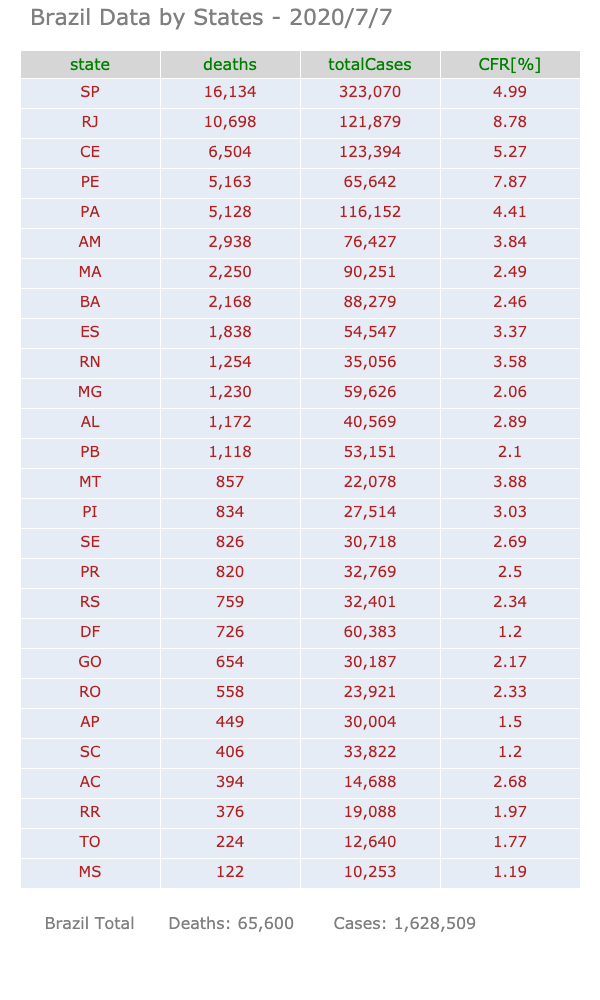 Brazil Data by States - 2020/7/7
state deaths totalCases CFR[%]
SP 16,134 323,070 4.99
RJ 10,698 121,879 8.78
CE 6,504 123,394 5.27
PE 5,163 65,642 7.87
PA 5,128 116,152 4.41
AM 2,938 76,427 3.84
MA 2,250 90,251 2.49
BA 2,168 88,279 2.46
ES 1,838 54,547 3.37
RN 1,254 35,056 3.58
MG 1,230 59,626 2.06
AL 1,172 40,569 2.89
PB 1,118 53,151 2.1
MT 857 22,078 3.88
PI 834 27,514 3.03
SE 826 30,718 2.69
PR 820 32,769 2.5
RS 759 32,401 2.34
DF 726 60,383 1.2
GO 654 30,187 2.17
RO 558 23,921 2.33
AP 449 30,004 1.5
SC 406 33,822 1.2
AC 394 14,688 2.68
RR 376 19,088 1.97
TO 224 12,640 1.77
MS 122 10,253 1.19
Brazil Total Deaths: 65,600 Cases: 1,628,509